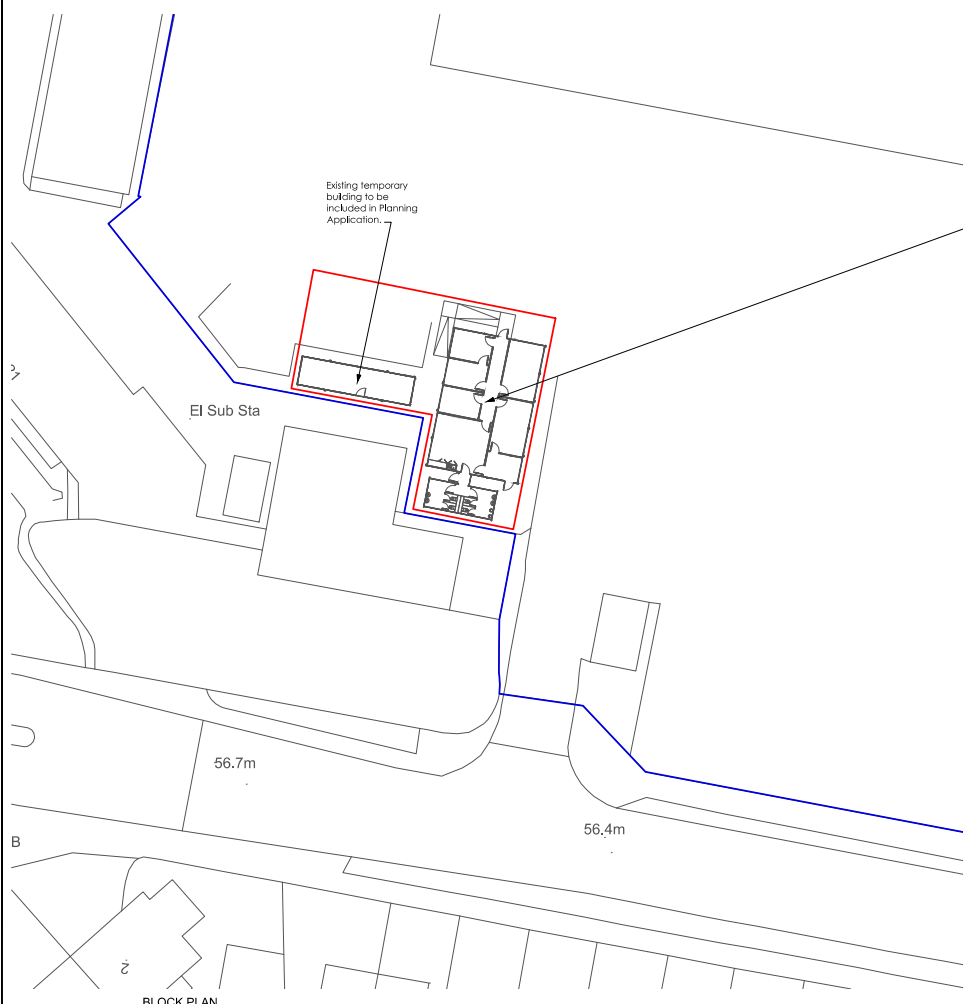 Existing temporary
building to be
included in Planning
Application.
El Sub Sta
56.7m
56.4m
B
2
BLOCK PLAN